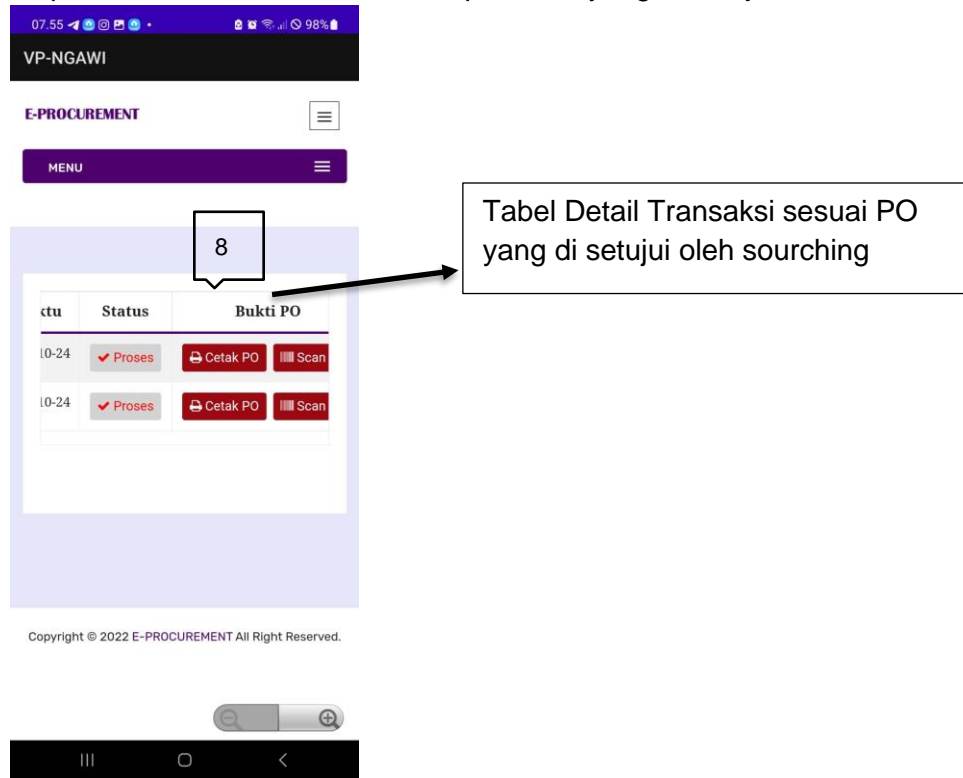 07.55 98%
VP-NGAWI
E-PROCUREMENT
MENU
8
Tabel Detail Transaksi sesuai PO
yang di setujui oleh sourching
ktu Status Bukti PO
10-24 Proses Cetak PO Scan
10-24 Proses Cetak PO Scan
Copyright © 2022 E-PROCUREMENT All Right Reserved.